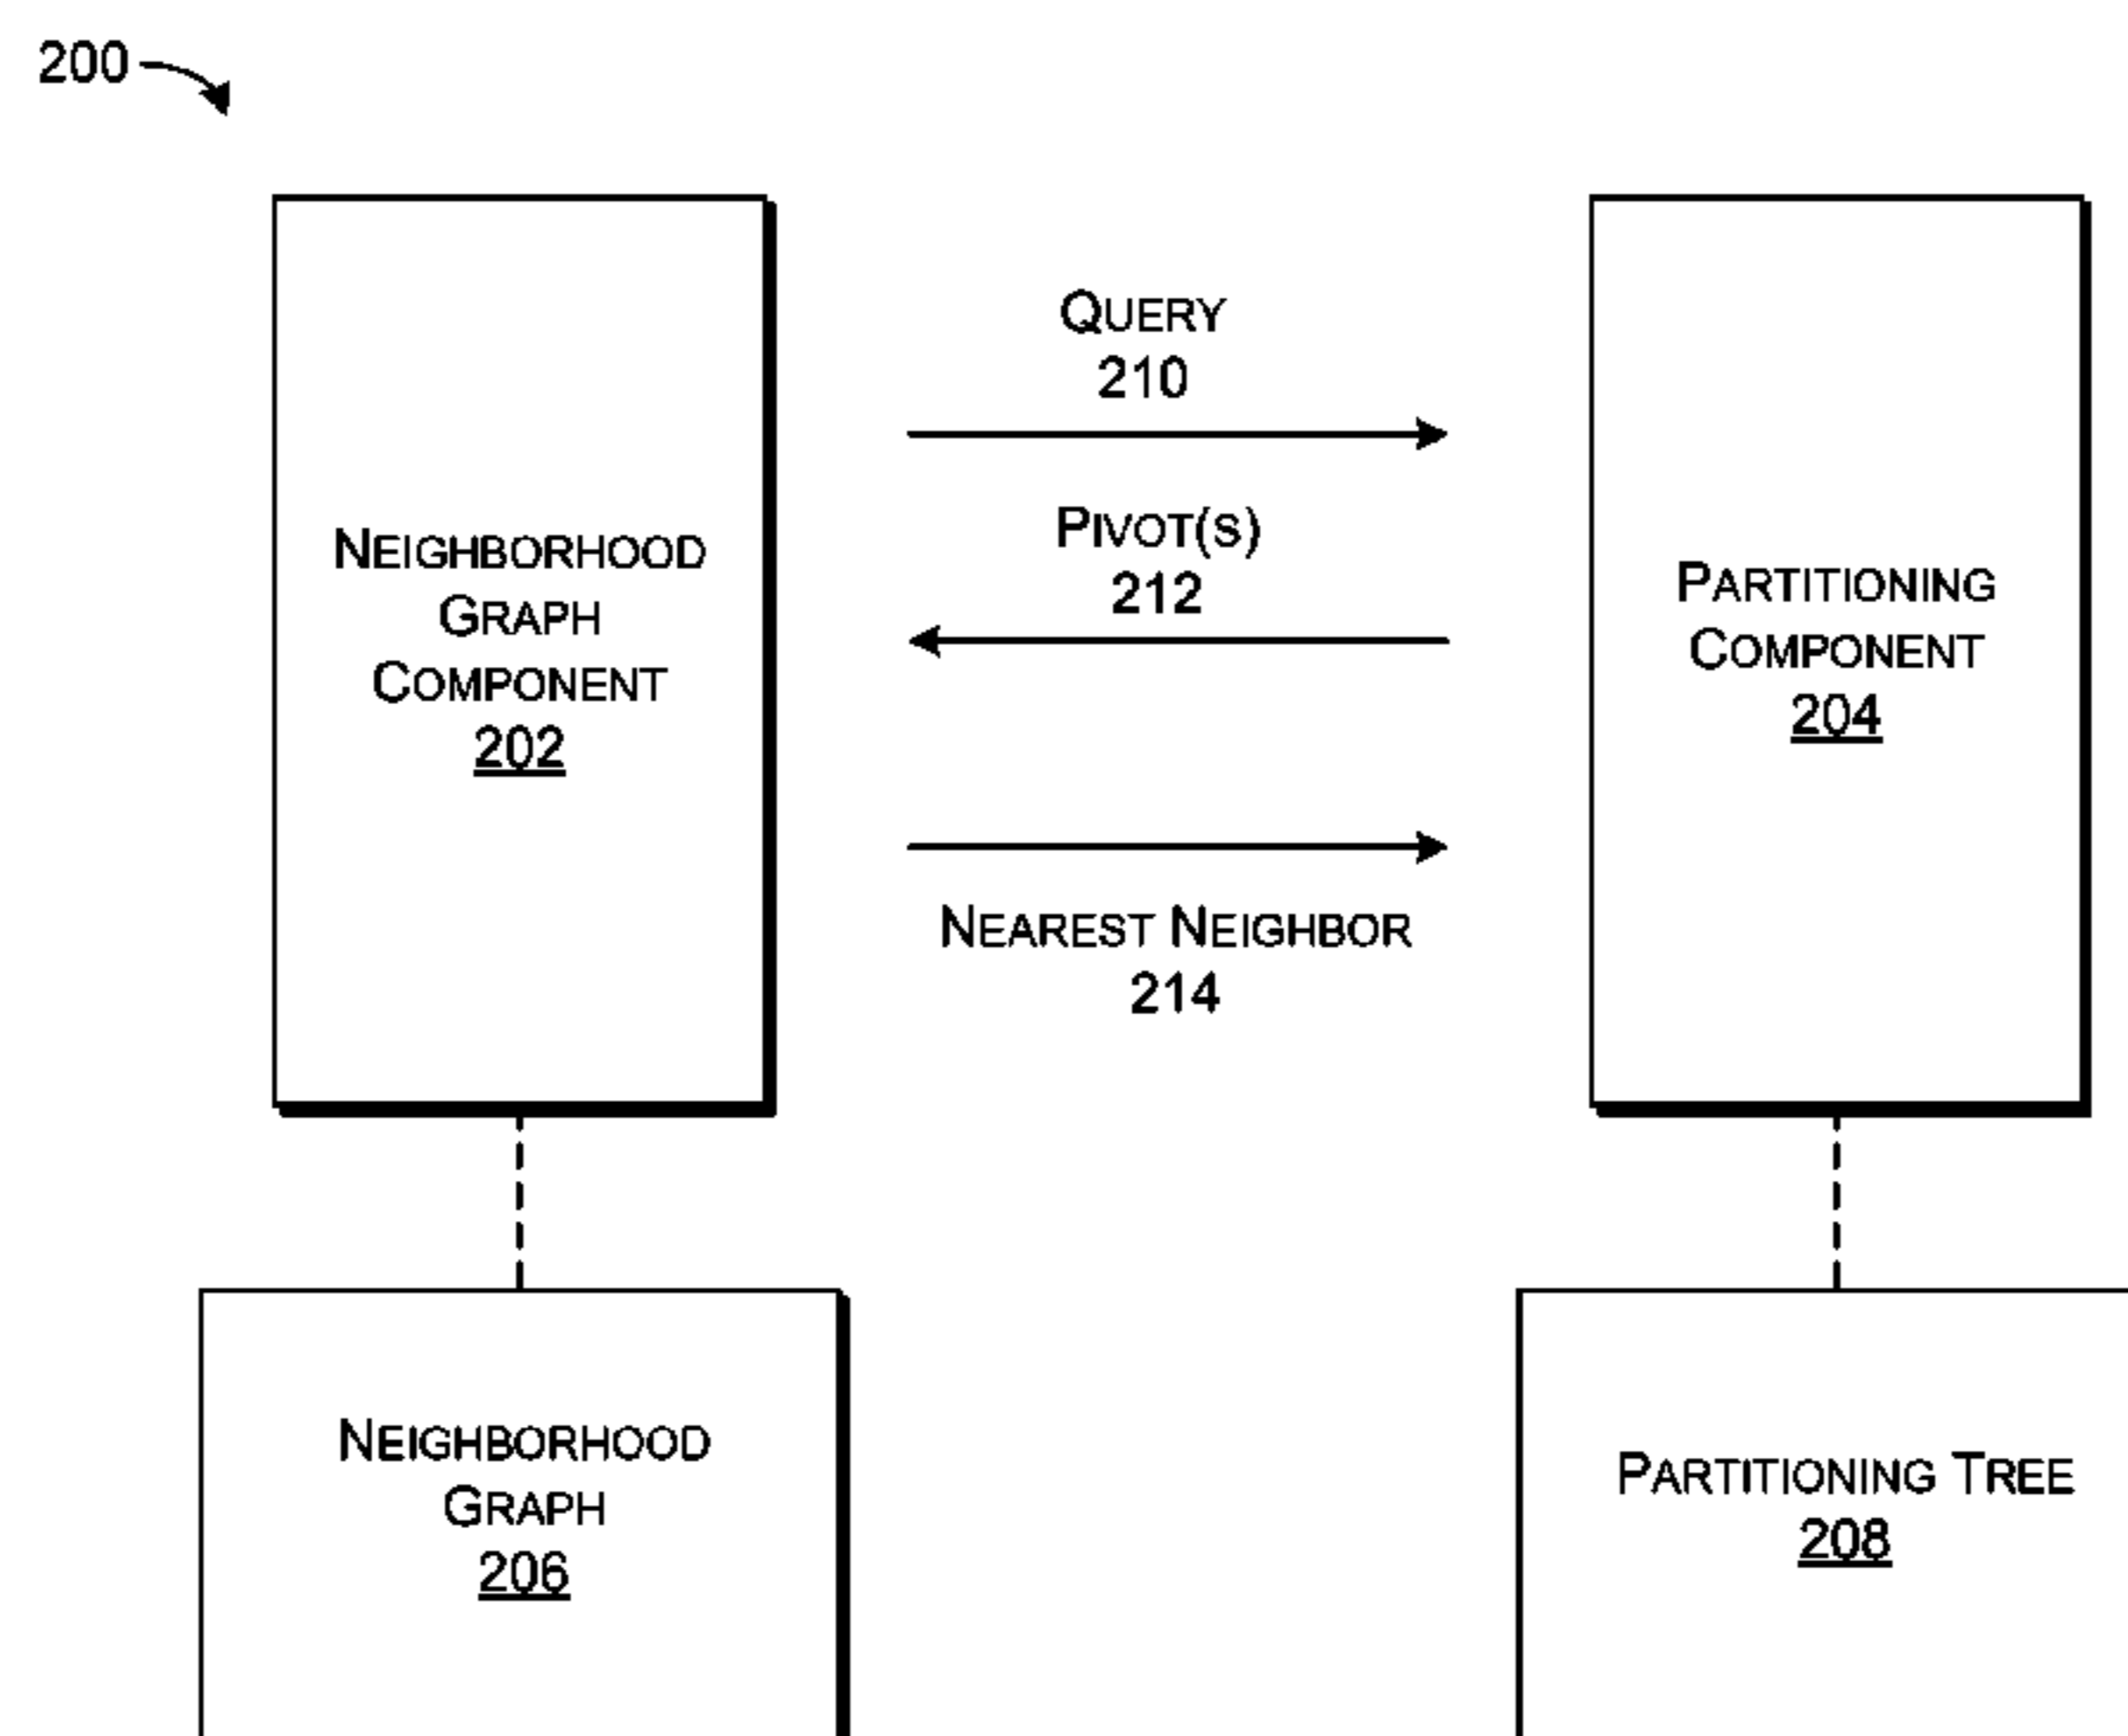 200
NEIGHBORHOOD
GRAPH
COMPONENT
202
QUERY
210
PIVOT(S)
212
NEAREST NEIGHBOR
214
PARTITIONING
COMPONENT
204
NEIGHBORHOOD
GRAPH
206
PARTITIONING TREE
208